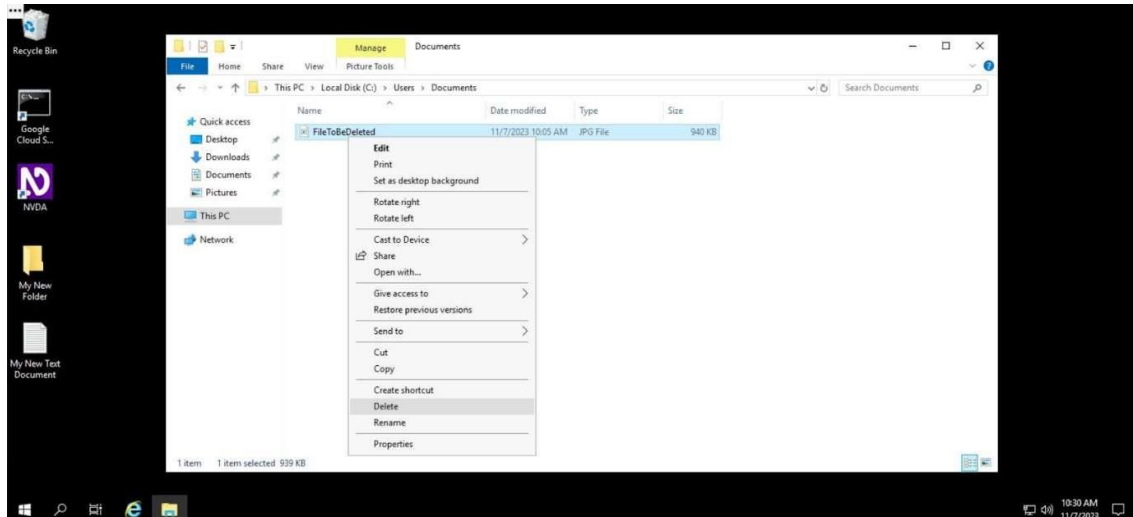 Recycle Bin
Google
Cloud S...
NVDA
My New
Folder
My New Text
Document
Manage
Documents
File
Home
Share
View
Picture Tools
This PC > Local Disk (C:) > Users > Documents
Search Documents
Name
Date modified
Type
Size
Quick access
Desktop
Downloads
Documents
Pictures
This PC
Network
FileToBeDeleted
11/7/2023 10:05 AM
JPG File
940 KB
Edit
Print
Set as desktop background
Rotate right
Rotate left
Cast to Device
Share
Open with...
Give access to
Restore previous versions
Send to
Cut
Copy
Create shortcut
Delete
Rename
Properties
1 item
1 item selected 939 KB
10:30 AM
11/7/2023